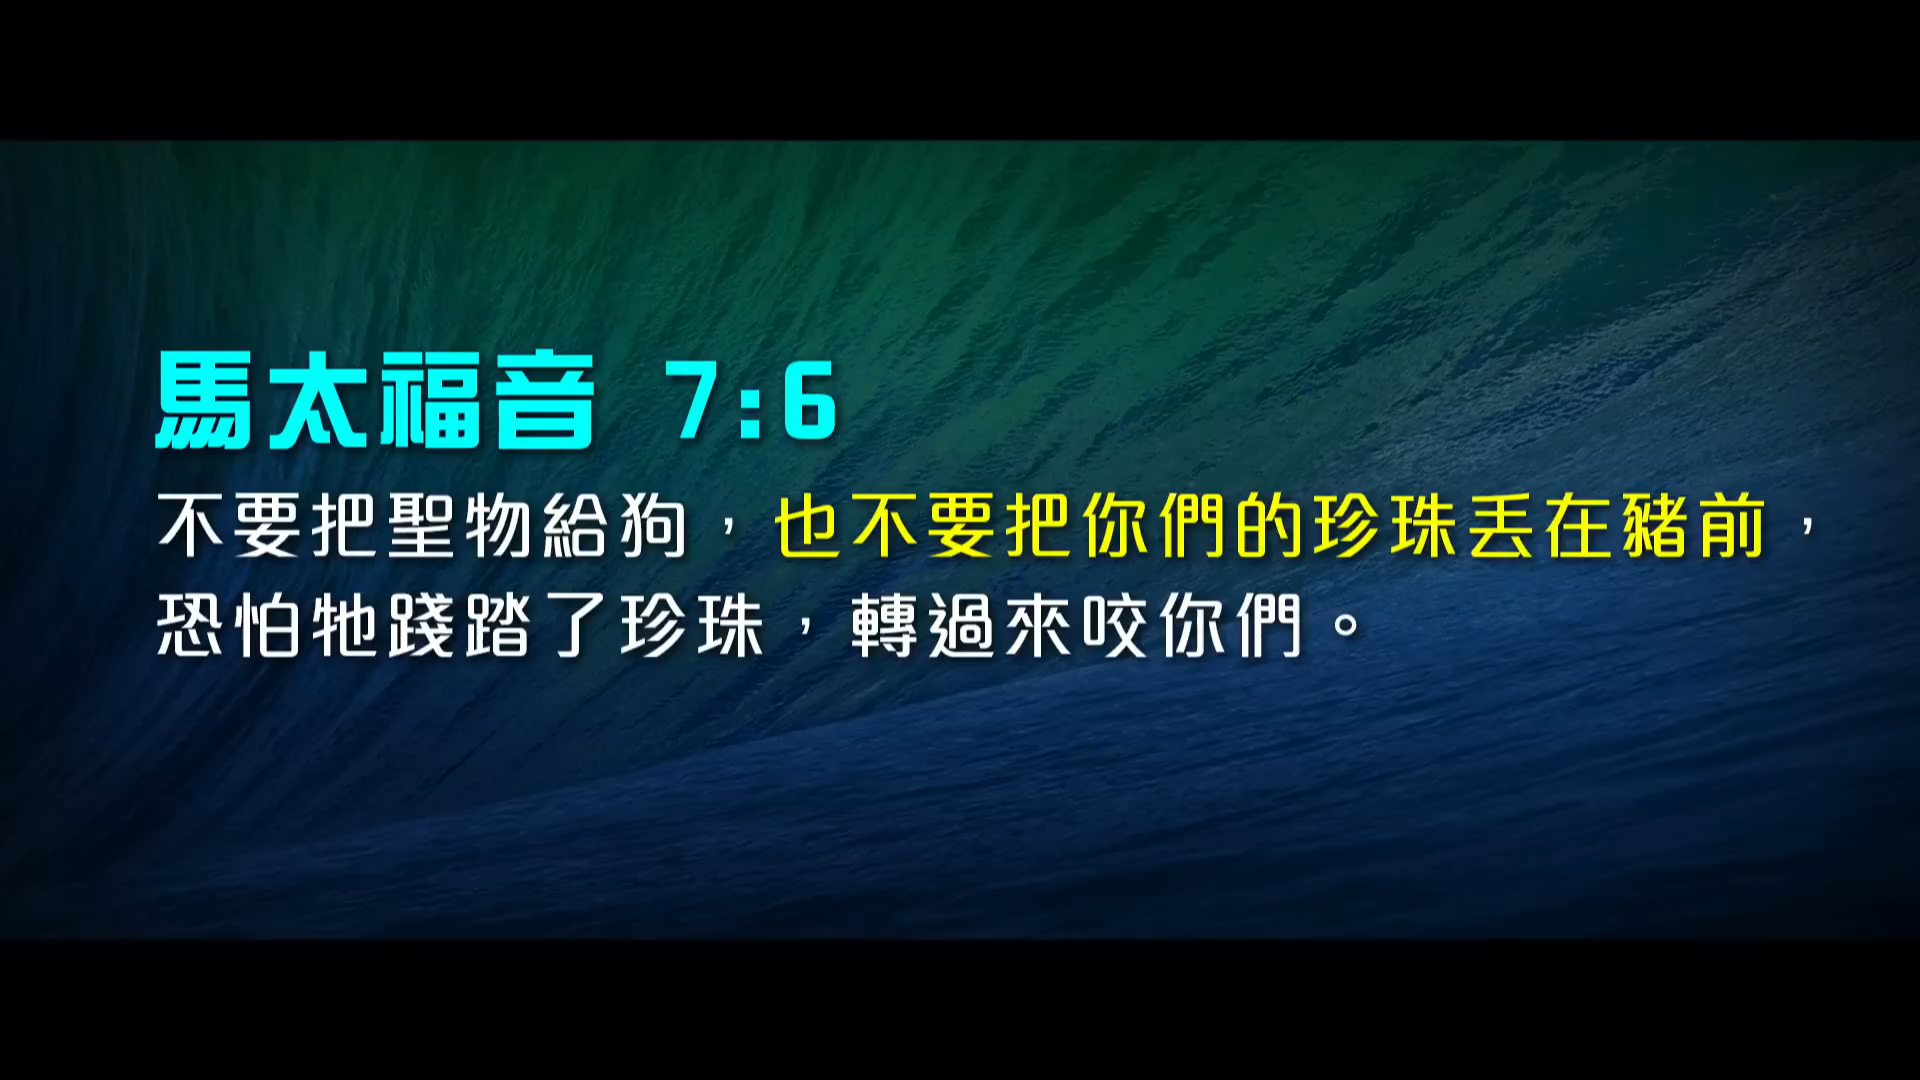 馬太福音 7:6
不要把聖物給狗，也不要把你們的珍珠丟在豬前，
恐怕牠踐踏了珍珠，轉過來咬你們。